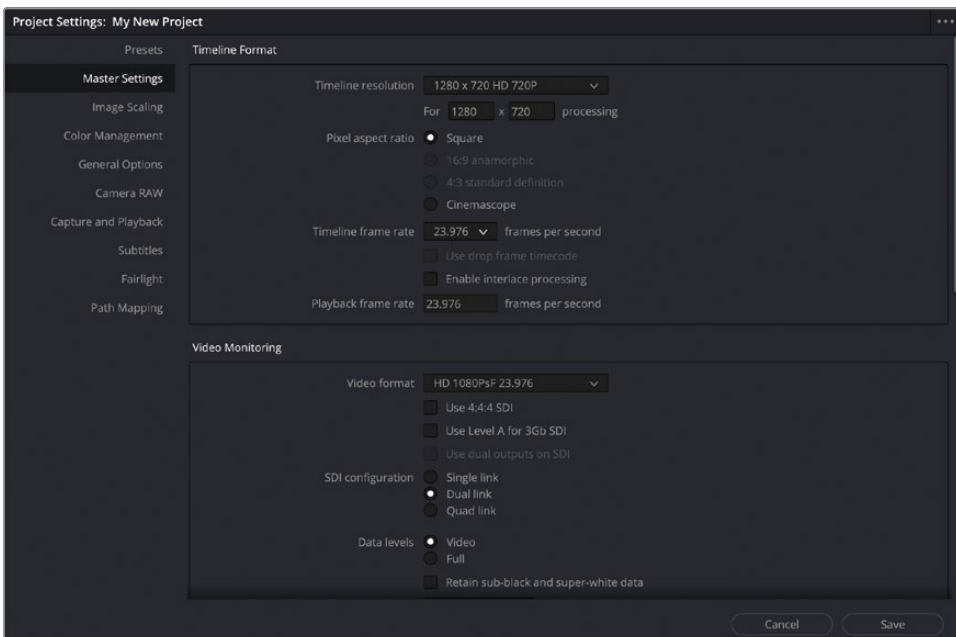 Project Settings: My New Project
Presets
Master Settings
Image Scaling
Color Management
General Options
Camera RAW
Capture and Playback
Subtitles
Fairlight
Path Mapping
Timeline Format
Timeline resolution 1280 x 720 HD 720P
For 1280 x 720 processing
Pixel aspect ratio Square
16:9 anamorphic
4:3 standard definition
Cinemascope
Timeline frame rate 23.976 frames per second
Use drop frame timecode
Enable interlace processing
Playback frame rate 23.976 frames per second
Video Monitoring
Video format HD 1080PsF 23.976
Use 4:4:4 SDI
Use Level A for 3Gb SDI
Use dual outputs on SDI
SDI configuration Single link
Dual link
Quad link
Data levels Video
Full
Retain sub-black and super-white data
Cancel Save